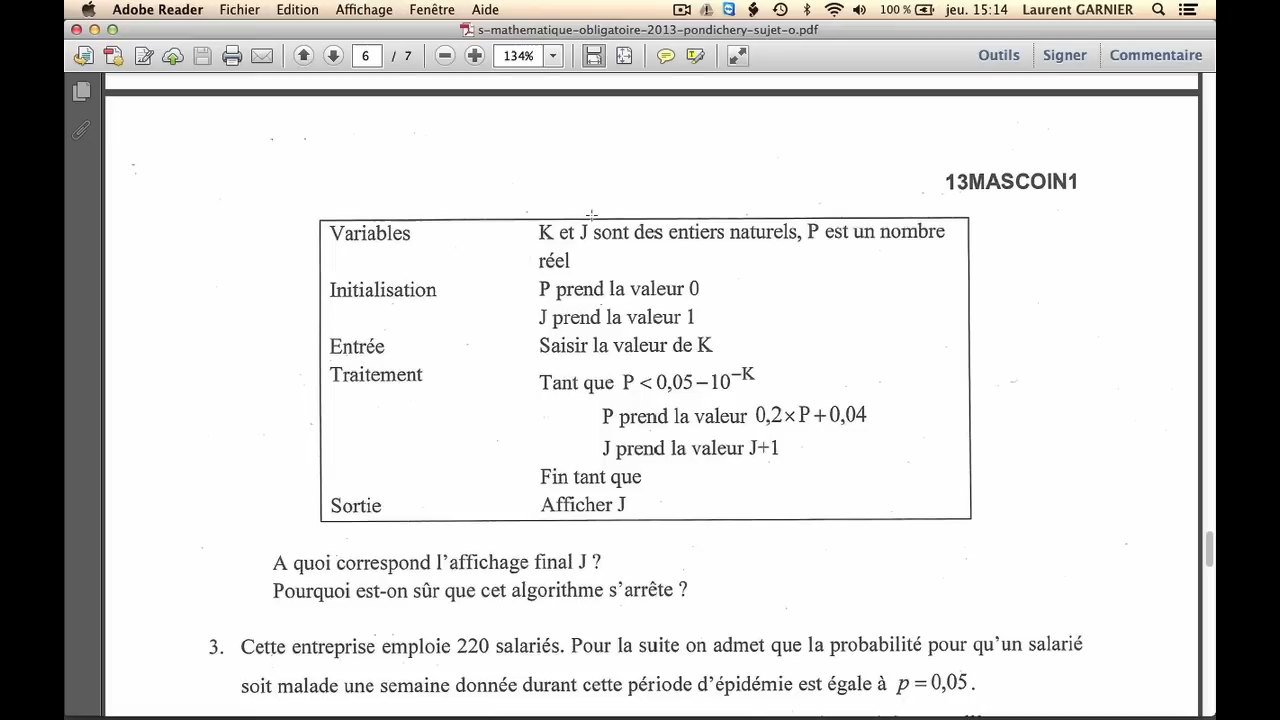 Adobe Reader Fichier Edition Affichage Fenêtre Aide 100 % jeu. 15:14 Laurent GARNIER
s-mathematique-obligatoire-2013-pondichery-sujet-o.pdf
6 / 7 134% Outils Signer Commentaire
13MASCOIN1
Variables K et J sont des entiers naturels, P est un nombre
réel
Initialisation P prend la valeur 0
J prend la valeur 1
Entrée Saisir la valeur de K
Traitement Tant que P < 0,05 – 10^–K
P prend la valeur 0,2×P + 0,04
J prend la valeur J+1
Fin tant que
Sortie Afficher J
A quoi correspond l'affichage final J ?
Pourquoi est-on sûr que cet algorithme s'arrête ?
3. Cette entreprise emploie 220 salariés. Pour la suite on admet que la probabilité pour qu'un salarié
soit malade une semaine donnée durant cette période d'épidémie est égale à p = 0,05 .